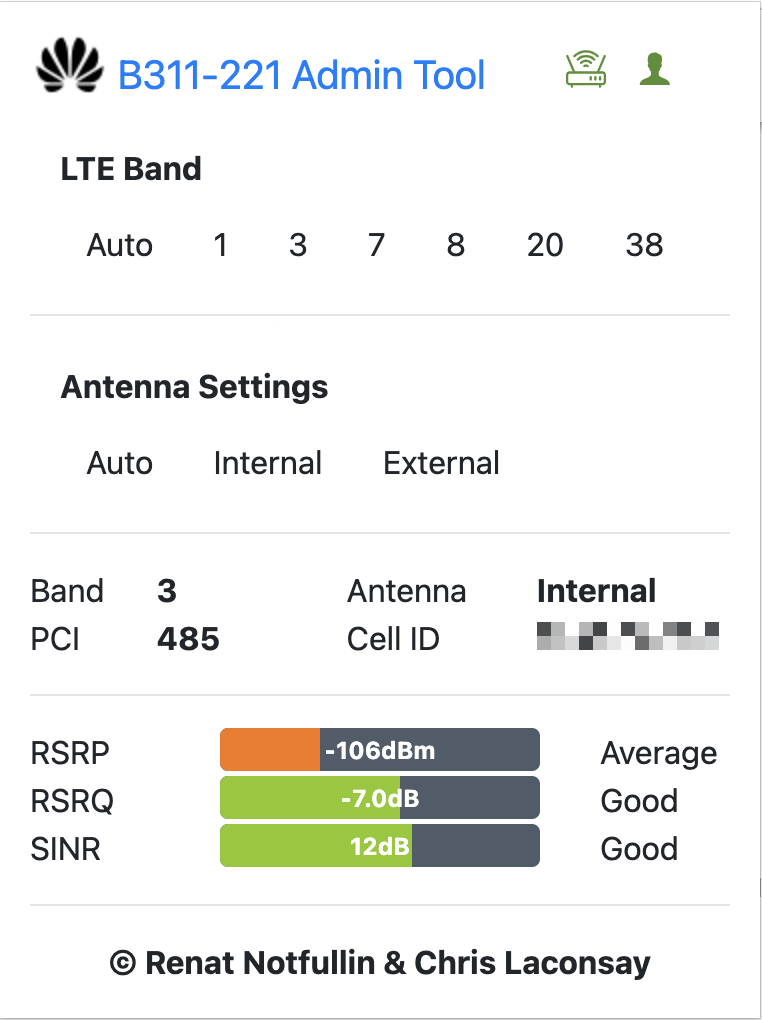 B311-221 Admin Tool
LTE Band
Auto 1 3 7 8 20 38
Antenna Settings
Auto Internal External
Band 3 Antenna Internal
PCI 485 Cell ID
RSRP -106dBm Average
RSRQ -7.0dB Good
SINR 12dB Good
© Renat Notfullin & Chris Laconsay